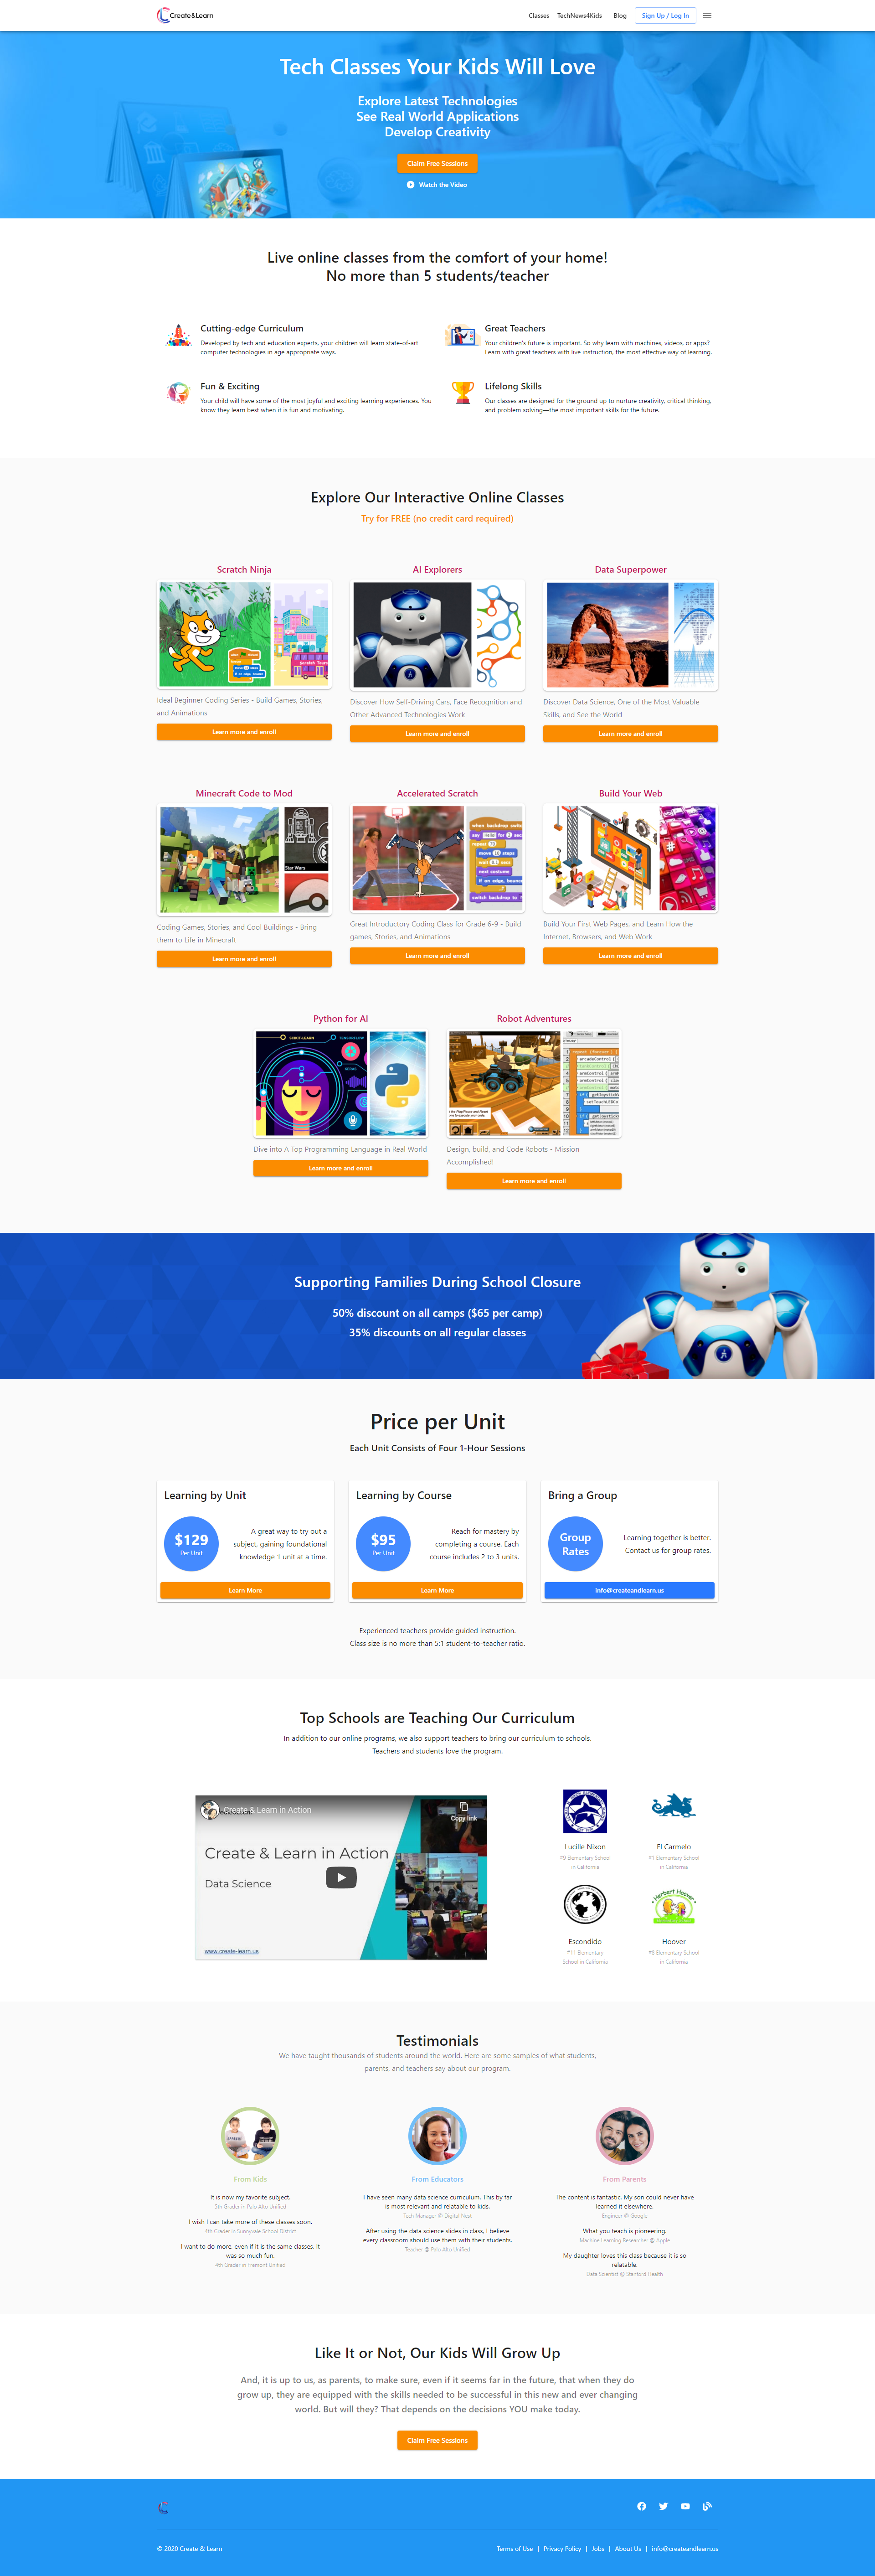 Create&Learn
Classes TechNews4Kids Blog Sign Up / Log In
Tech Classes Your Kids Will Love
Explore Latest Technologies
See Real World Applications
Develop Creativity
Claim Free Sessions
Watch the Video
Live online classes from the comfort of your home!
No more than 5 students/teacher
Cutting-edge Curriculum
Developed by tech and education experts, your children will learn state-of-art
computer technologies in age appropriate ways.
Great Teachers
Your children's future is important. So why learn with machines, videos, or apps?
Learn with great teachers with live instruction, the most effective way of learning.
Fun & Exciting
Your child will have some of the most joyful and exciting learning experiences. You
know they learn best when it is fun and motivating.
Lifelong Skills
Our classes are designed for the ground up to nurture creativity, critical thinking,
and problem solving—the most important skills for the future.
Explore Our Interactive Online Classes
Try for FREE (no credit card required)
Scratch Ninja
Ideal Beginner Coding Series - Build Games, Stories,
and Animations
Learn more and enroll
AI Explorers
Discover How Self-Driving Cars, Face Recognition and
Other Advanced Technologies Work
Learn more and enroll
Data Superpower
Discover Data Science, One of the Most Valuable
Skills, and See the World
Learn more and enroll
Minecraft Code to Mod
Star Wars
Coding Games, Stories, and Cool Buildings - Bring
them to Life in Minecraft
Learn more and enroll
Accelerated Scratch
when backdrop switc
say Hello! for 2 secs
repeat
move 10 steps
wait 0.1 secs
next costume
if on edge, bounce
switch backdrop to
Great Introductory Coding Class for Grade 6-9 - Build
games, Stories, and Animations
Learn more and enroll
Build Your Web
Build Your First Web Pages, and Learn How the
Internet, Browsers, and Web Work
Learn more and enroll
Python for AI
SCIKIT-LEARN TENSORFLOW
IDEAS
Dive into A Top Programming Language in Real World
Learn more and enroll
Robot Adventures
Design, build, and Code Robots - Mission
Accomplished!
Learn more and enroll
Supporting Families During School Closure
50% discount on all camps ($65 per camp)
35% discounts on all regular classes
Price per Unit
Each Unit Consists of Four 1-Hour Sessions
Learning by Unit
$129
Per Unit
A great way to try out a
subject, gaining foundational
knowledge 1 unit at a time.
Learn More
Learning by Course
$95
Per Unit
Reach for mastery by
completing a course. Each
course includes 2 to 3 units.
Learn More
Bring a Group
Group
Rates
Learning together is better.
Contact us for group rates.
info@createandlearn.us
Experienced teachers provide guided instruction.
Class size is no more than 5:1 student-to-teacher ratio.
Top Schools are Teaching Our Curriculum
In addition to our online programs, we also support teachers to bring our curriculum to schools.
Teachers and students love the program.
Create & Learn in Action
Copy link
Create & Learn in Action
Data Science
www.create-learn.us
Lucille Nixon
#9 Elementary School
in California
El Carmelo
#1 Elementary School
in California
Escondido
#11 Elementary
School in California
Herbert Hoover
Hoover
#8 Elementary School
in California
Testimonials
We have taught thousands of students around the world. Here are some samples of what students,
parents, and teachers say about our program.
From Kids
It is now my favorite subject.
5th Grader in Palo Alto Unified
I wish I can take more of these classes soon.
4th Grader in Sunnyvale School District
I want to do more, even if it is the same classes. It
was so much fun.
4th Grader in Fremont Unified
From Educators
I have seen many data science curriculum. This by far
is most relevant and relatable to kids.
Tech Manager @ Digital Nest
After using the data science slides in class, I believe
every classroom should use them with their students.
Teacher @ Palo Alto Unified
From Parents
The content is fantastic. My son could never have
learned it elsewhere.
Engineer @ Google
What you teach is pioneering.
Machine Learning Researcher @ Apple
My daughter loves this class because it is so
relatable.
Data Scientist @ Stanford Health
Like It or Not, Our Kids Will Grow Up
And, it is up to us, as parents, to make sure, even if it seems far in the future, that when they do
grow up, they are equipped with the skills needed to be successful in this new and ever changing
world. But will they? That depends on the decisions YOU make today.
Claim Free Sessions
© 2020 Create & Learn
Terms of Use | Privacy Policy | Jobs | About Us | info@createandlearn.us